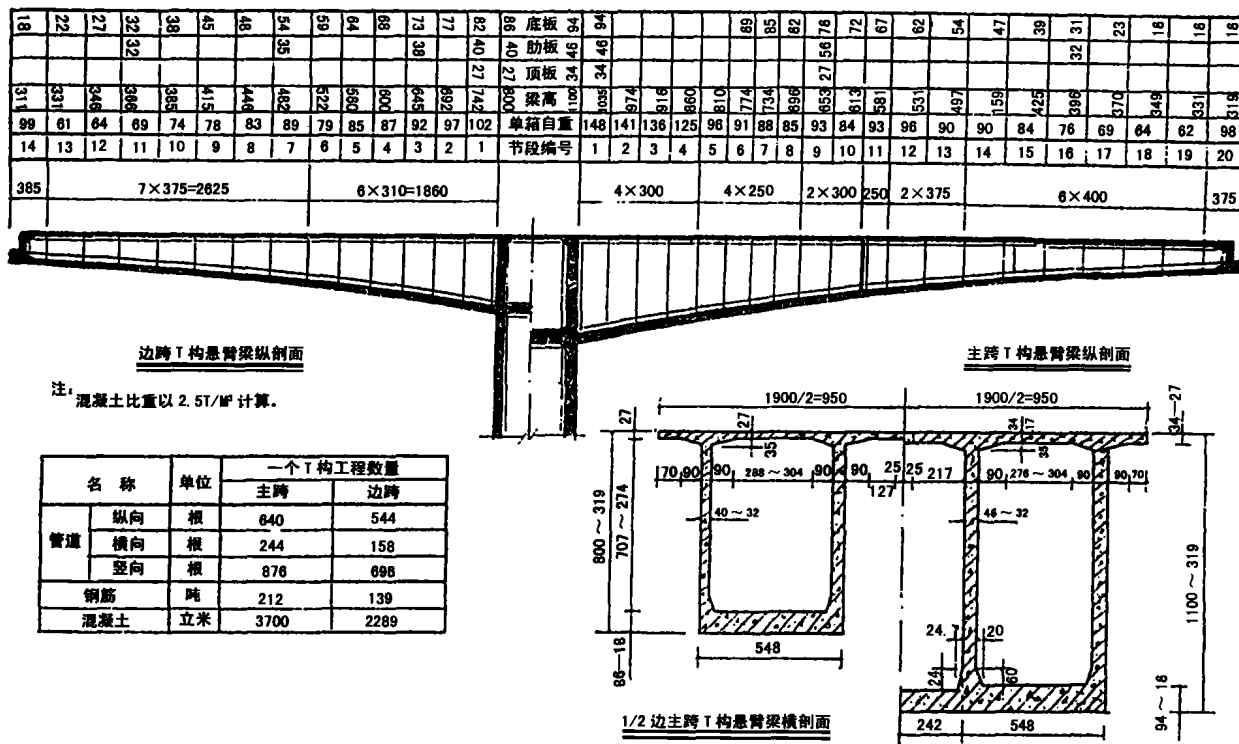 18 22 27 32 38 45 48 54 59 64 68 73 77 82 86 底板 94 94 89 85 82 78 72 67 62 54 47 39 31 23 18 18 18
32 35 38 40 40 肋板 46 46 56 32
27 27 顶板 34 34 27
311 331 346 366 385 415 446 482 522 560 600 645 692 742 800 梁高 1100 1035 974 916 860 810 774 734 696 653 613 581 531 497 159 425 396 370 349 331 319
99 61 64 69 74 78 83 89 79 85 87 92 97 102 单箱自重 148 141 136 125 96 91 88 85 93 84 93 96 90 90 84 76 69 64 62 98
14 13 12 11 10 9 8 7 6 5 4 3 2 1 节段编号 1 2 3 4 5 6 7 8 9 10 11 12 13 14 15 16 17 18 19 20
385 7×375=2625 6×310=1860 4×300 4×250 2×300 250 2×375 6×400 375
边跨 T 构悬臂梁纵剖面
主跨 T 构悬臂梁纵剖面
注:
混凝土比重以 2.5T/M³ 计算。
名 称 单位 一个 T 构工程数量
主跨 边跨
管道 纵向 根 640 544
横向 根 244 158
竖向 根 876 696
钢筋 吨 212 139
混凝土 立米 3700 2289
1900/2=950 1900/2=950
27 27 35 34 17 35 34—27
70 90 90 288～304 90 90 25 25 217 90 276～304 90 90 70
127
40～32 46～32
800～319
707～274
1100～319
24 20
24 60
548
86—18
242 548
94～18
1/2 边主跨 T 构悬臂梁横剖面